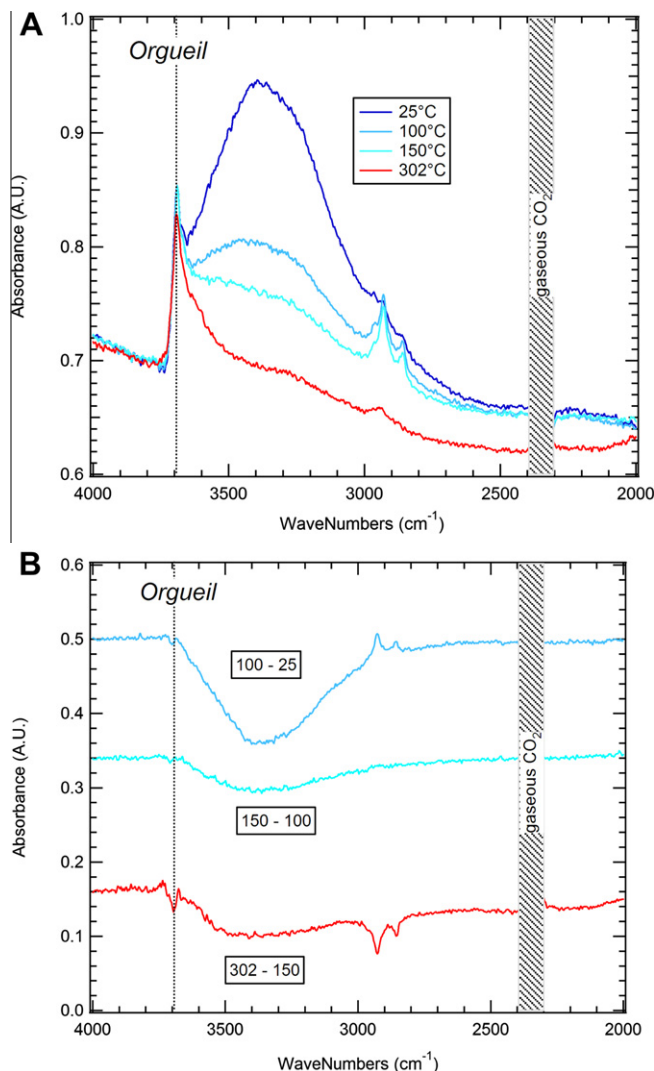 A
Orgueil
25°C
100°C
150°C
302°C
gaseous CO2
Absorbance (A.U.)
1.0
0.9
0.8
0.7
0.6
4000 3500 3000 2500 2000
WaveNumbers (cm-1)
B
Orgueil
100 - 25
150 - 100
302 - 150
gaseous CO2
Absorbance (A.U.)
0.6
0.5
0.4
0.3
0.2
0.1
0.0
4000 3500 3000 2500 2000
WaveNumbers (cm-1)